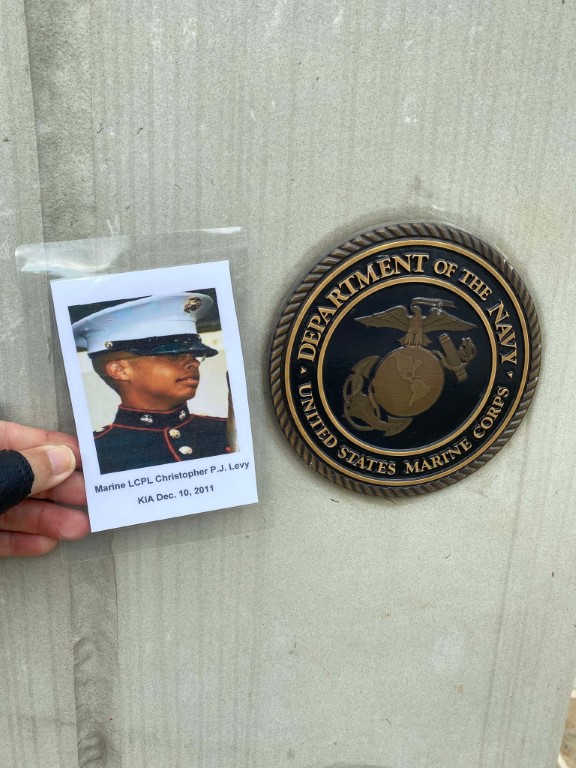 Marine LCPL Christopher P.J. Levy
KIA Dec. 10, 2011
DEPARTMENT OF THE NAVY
UNITED STATES MARINE CORPS